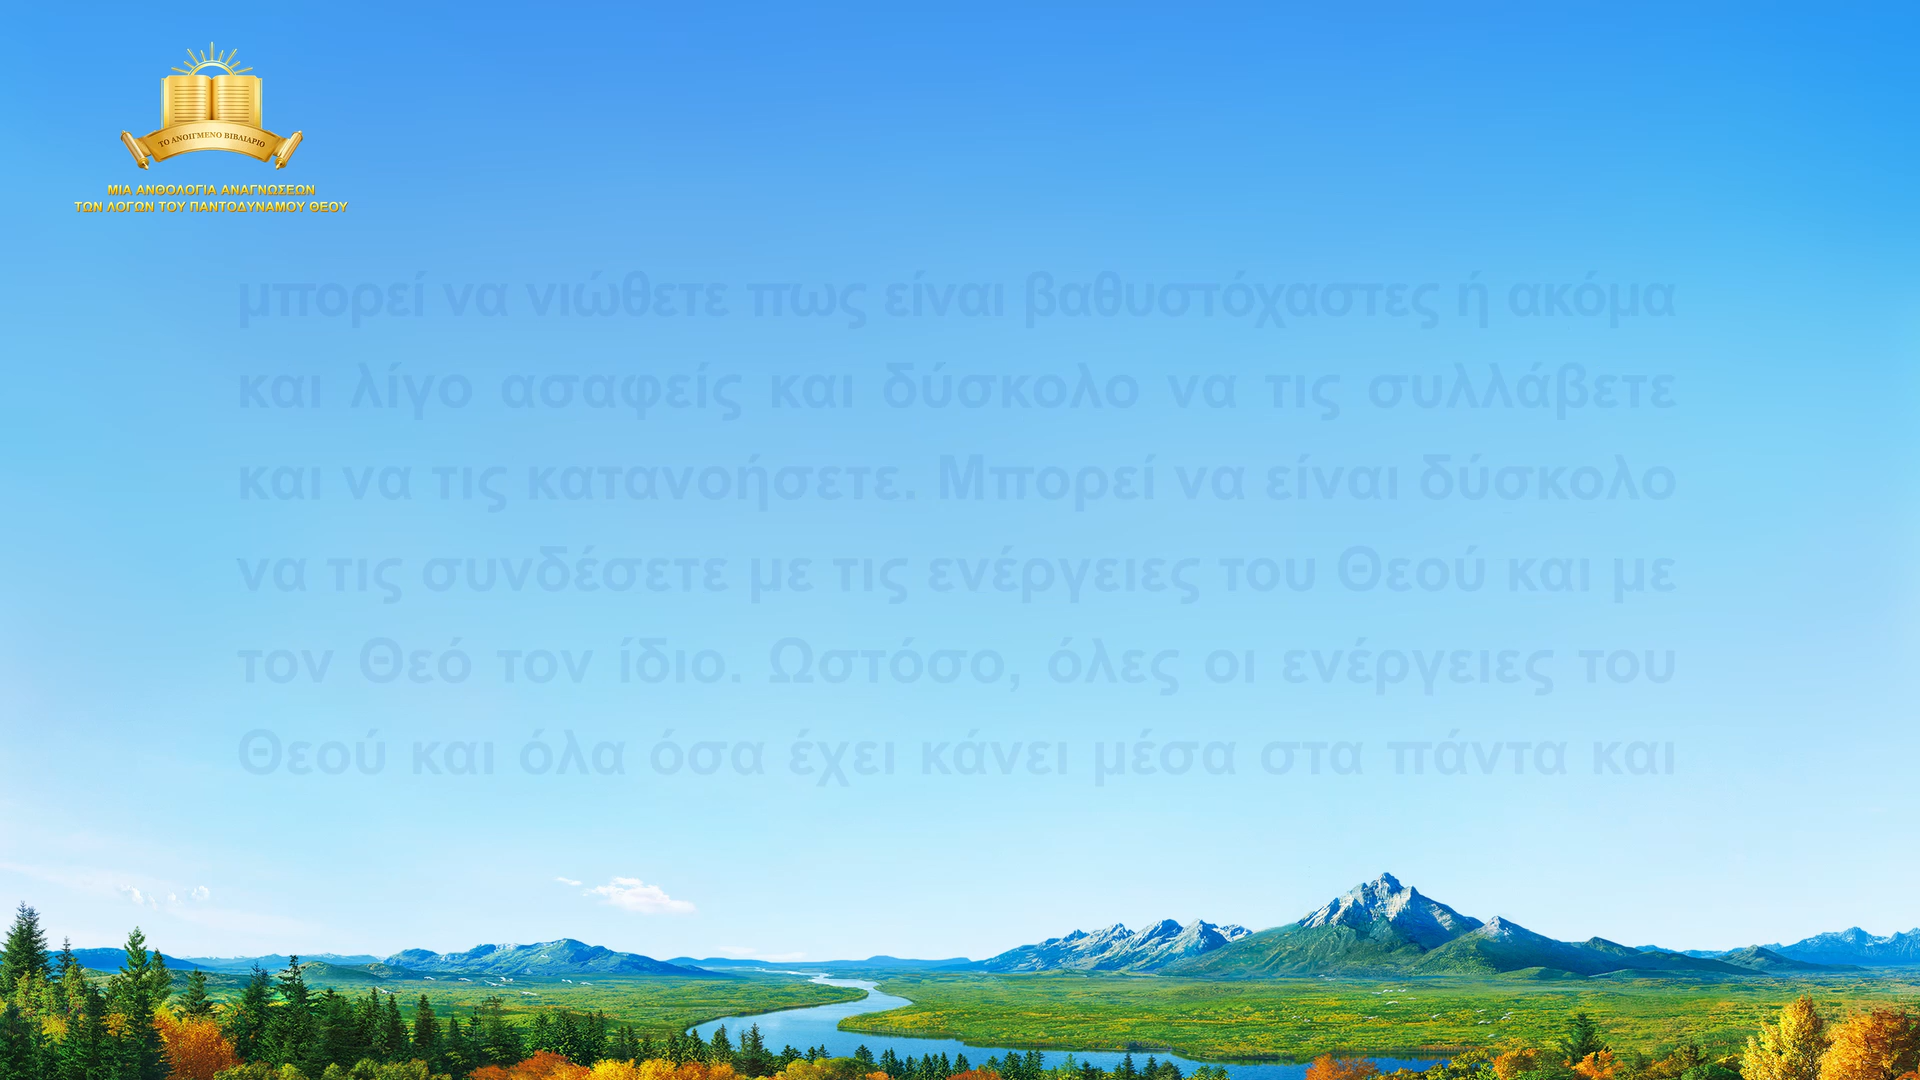 ΤΟ ΑΝΟΙΓΜΕΝΟ ΒΙΒΛΙΑΡΙΟ
ΜΙΑ ΑΝΘΟΛΟΓΙΑ ΑΝΑΓΝΩΣΕΩΝ
ΤΩΝ ΛΟΓΩΝ ΤΟΥ ΠΑΝΤΟΔΥΝΑΜΟΥ ΘΕΟΥ
μπορεί να νιώθετε πως είναι βαθυστόχαστες ή ακόμα
και λίγο ασαφείς και δύσκολο να τις συλλάβετε
και να τις κατανοήσετε. Μπορεί να είναι δύσκολο
να τις συνδέσετε με τις ενέργειες του Θεού και με
τον Θεό τον ίδιο. Ωστόσο, όλες οι ενέργειες του
Θεού και όλα όσα έχει κάνει μέσα στα πάντα και